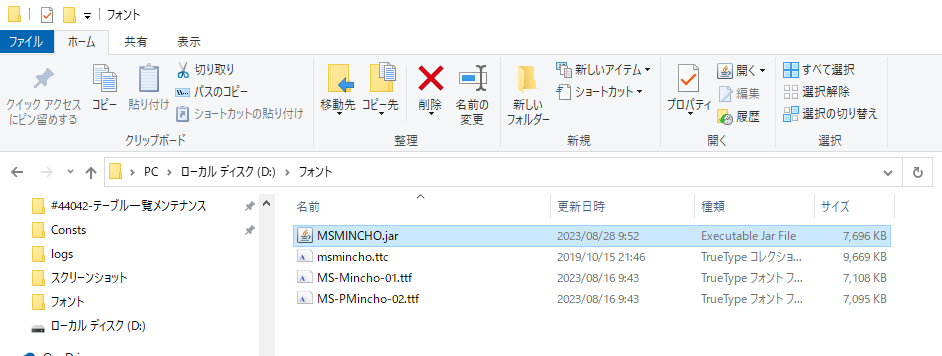 フォント
ファイル ホーム 共有 表示
クイック アクセスにピン留めする
コピー
貼り付け
切り取り
パスのコピー
ショートカットの貼り付け
クリップボード
移動先
コピー先
削除
名前の変更
整理
新しいフォルダー
新しいアイテム
ショートカット
新規
プロパティ
開く
編集
履歴
開く
すべて選択
選択解除
選択の切り替え
選択
PC ローカル ディスク (D:) フォント
#44042-テーブル一覧メンテナンス
Consts
logs
スクリーンショット
フォント
ローカル ディスク (D:)
名前 更新日時 種類 サイズ
MSMINCHO.jar 2023/08/28 9:52 Executable Jar File 7,696 KB
msmincho.ttc 2019/10/15 21:46 TrueType コレクショ... 9,669 KB
MS-Mincho-01.ttf 2023/08/16 9:43 TrueType フォント フ... 7,108 KB
MS-PMincho-02.ttf 2023/08/16 9:43 TrueType フォント フ... 7,095 KB